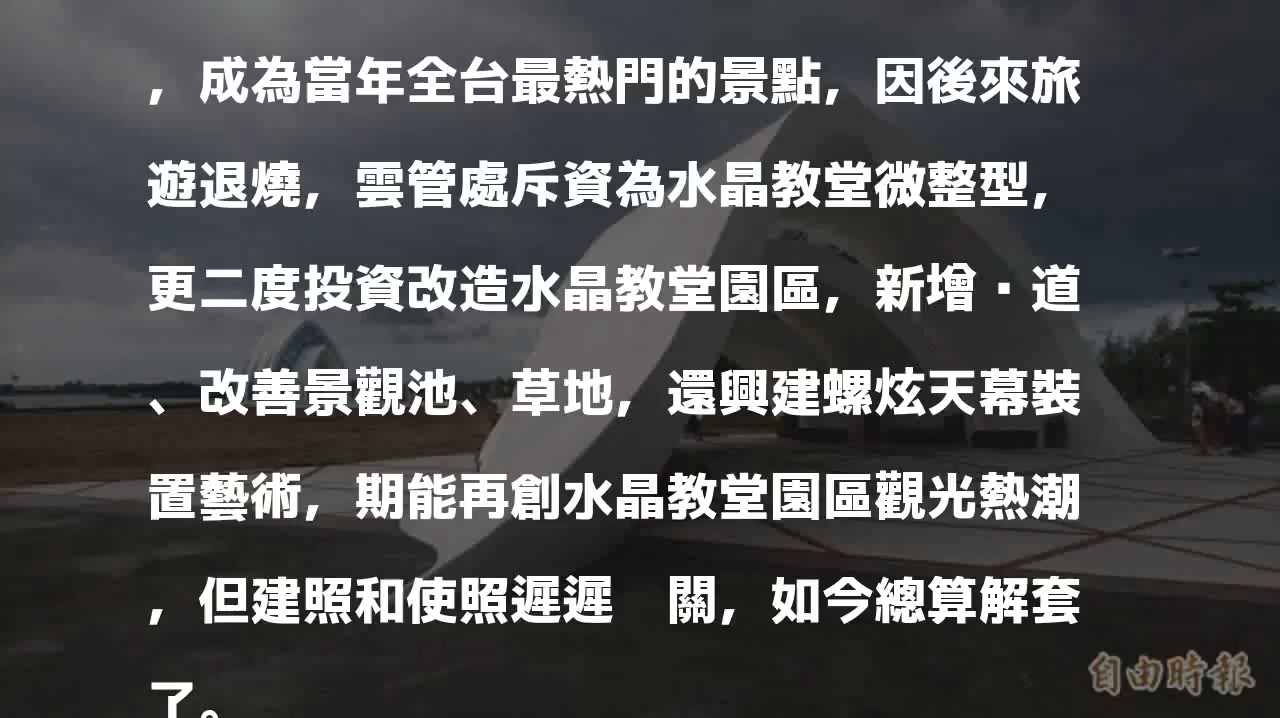 ，成為當年全台最熱門的景點，因後來旅
遊退燒，雲管處斥資為水晶教堂微整型，
更二度投資改造水晶教堂園區，新增·道
、改善景觀池、草地，還興建螺炫天幕裝
置藝術，期能再創水晶教堂園區觀光熱潮
，但建照和使照遲遲　關，如今總算解套
了。
自由時報